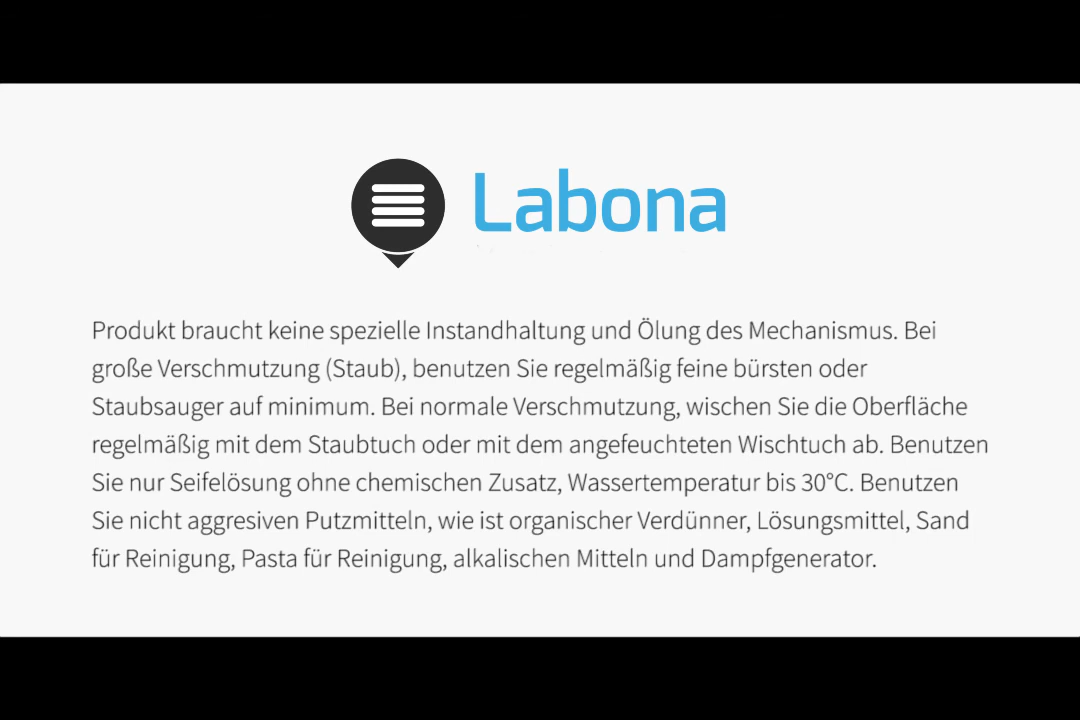 Labona
Produkt braucht keine spezielle Instandhaltung und Ölung des Mechanismus. Bei
große Verschmutzung (Staub), benutzen Sie regelmäßig feine bürsten oder
Staubsauger auf minimum. Bei normale Verschmutzung, wischen Sie die Oberfläche
regelmäßig mit dem Staubtuch oder mit dem angefeuchteten Wischtuch ab. Benutzen
Sie nur Seifelösung ohne chemischen Zusatz, Wassertemperatur bis 30°C. Benutzen
Sie nicht aggresiven Putzmitteln, wie ist organischer Verdünner, Lösungsmittel, Sand
für Reinigung, Pasta für Reinigung, alkalischen Mitteln und Dampfgenerator.